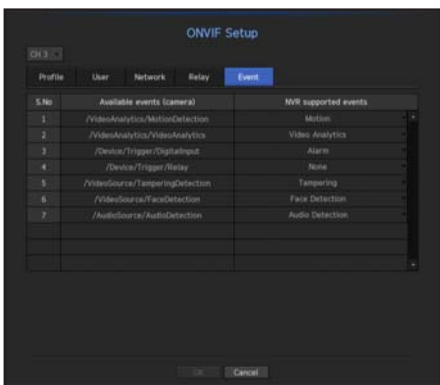 ONVIF Setup
CH 3
Profile User Network Relay Event
S.No Available events (camera) NVR supported events
1 /VideoAnalytics/MotionDetection Motion
2 /VideoAnalytics/VideoAnalytics Video Analytics
3 /Device/Trigger/DigitalInput Alarm
4 /Device/Trigger/Relay None
5 /VideoSource/TamperingDetection Tampering
6 /VideoSource/FaceDetection Face Detection
7 /AudioSource/AudioDetection Audio Detection
OK Cancel